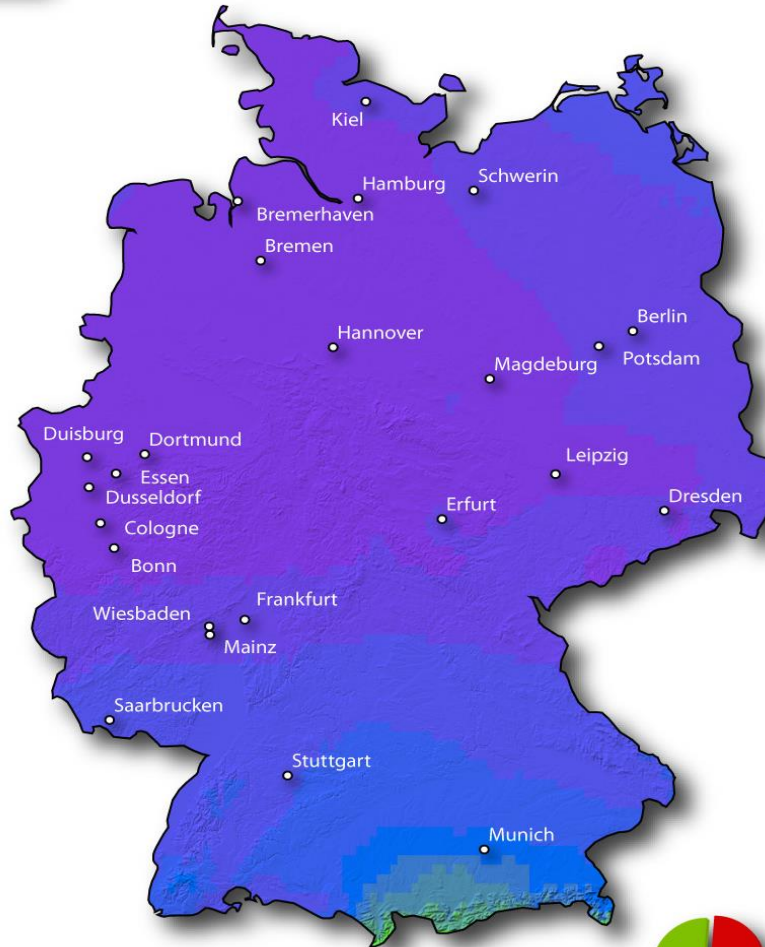 Kiel
Schwerin
Hamburg
Bremerhaven
Bremen
Berlin
Hannover
Potsdam
Magdeburg
Duisburg
Dortmund
Leipzig
Essen
Dusseldorf
Dresden
Erfurt
Cologne
Bonn
Frankfurt
Wiesbaden
Mainz
Saarbrucken
Stuttgart
Munich